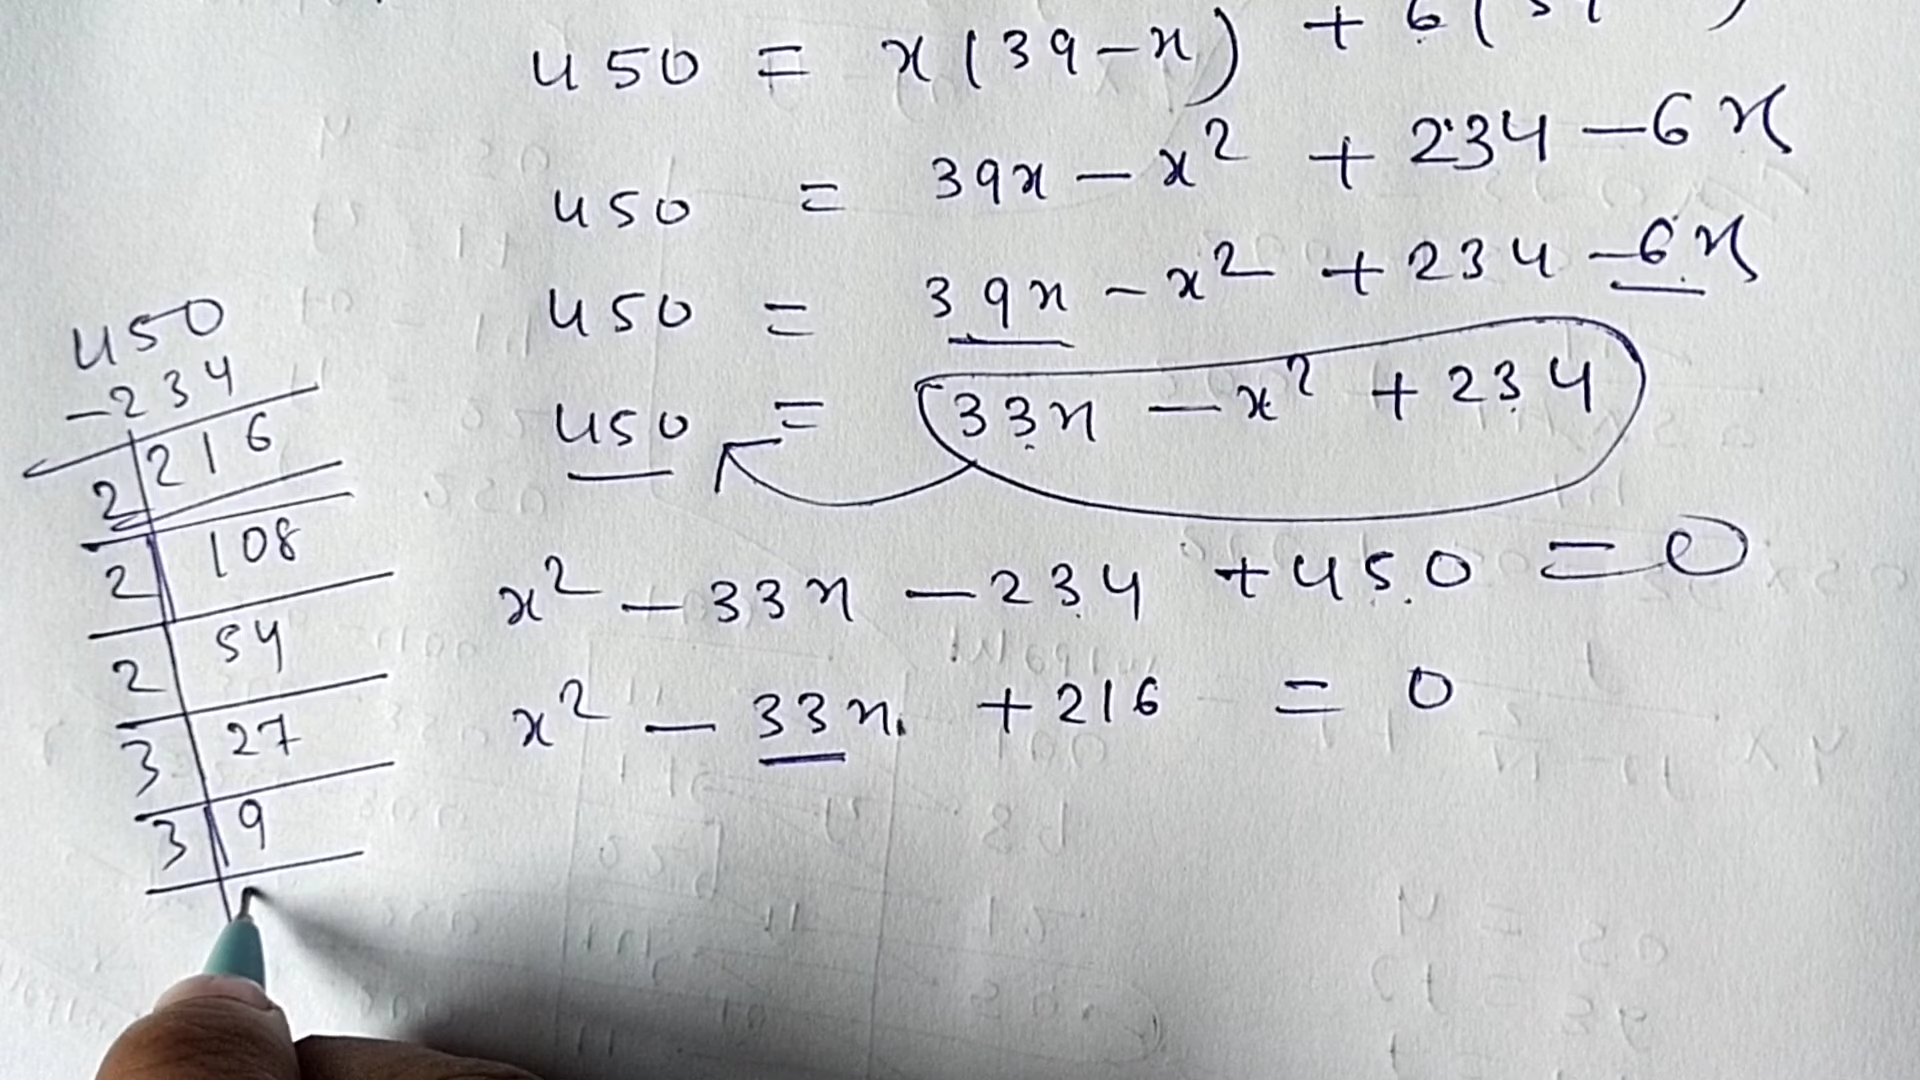 450 = x(39-x) + 6(39
450 = 39x - x² + 234 - 6x
450 = 39x - x² + 234 - 6x
450 = 33x - x² + 234
x² - 33x - 234 + 450 = 0
x² - 33x + 216 = 0
450
-234
2 216
2 108
2 54
3 27
3 9